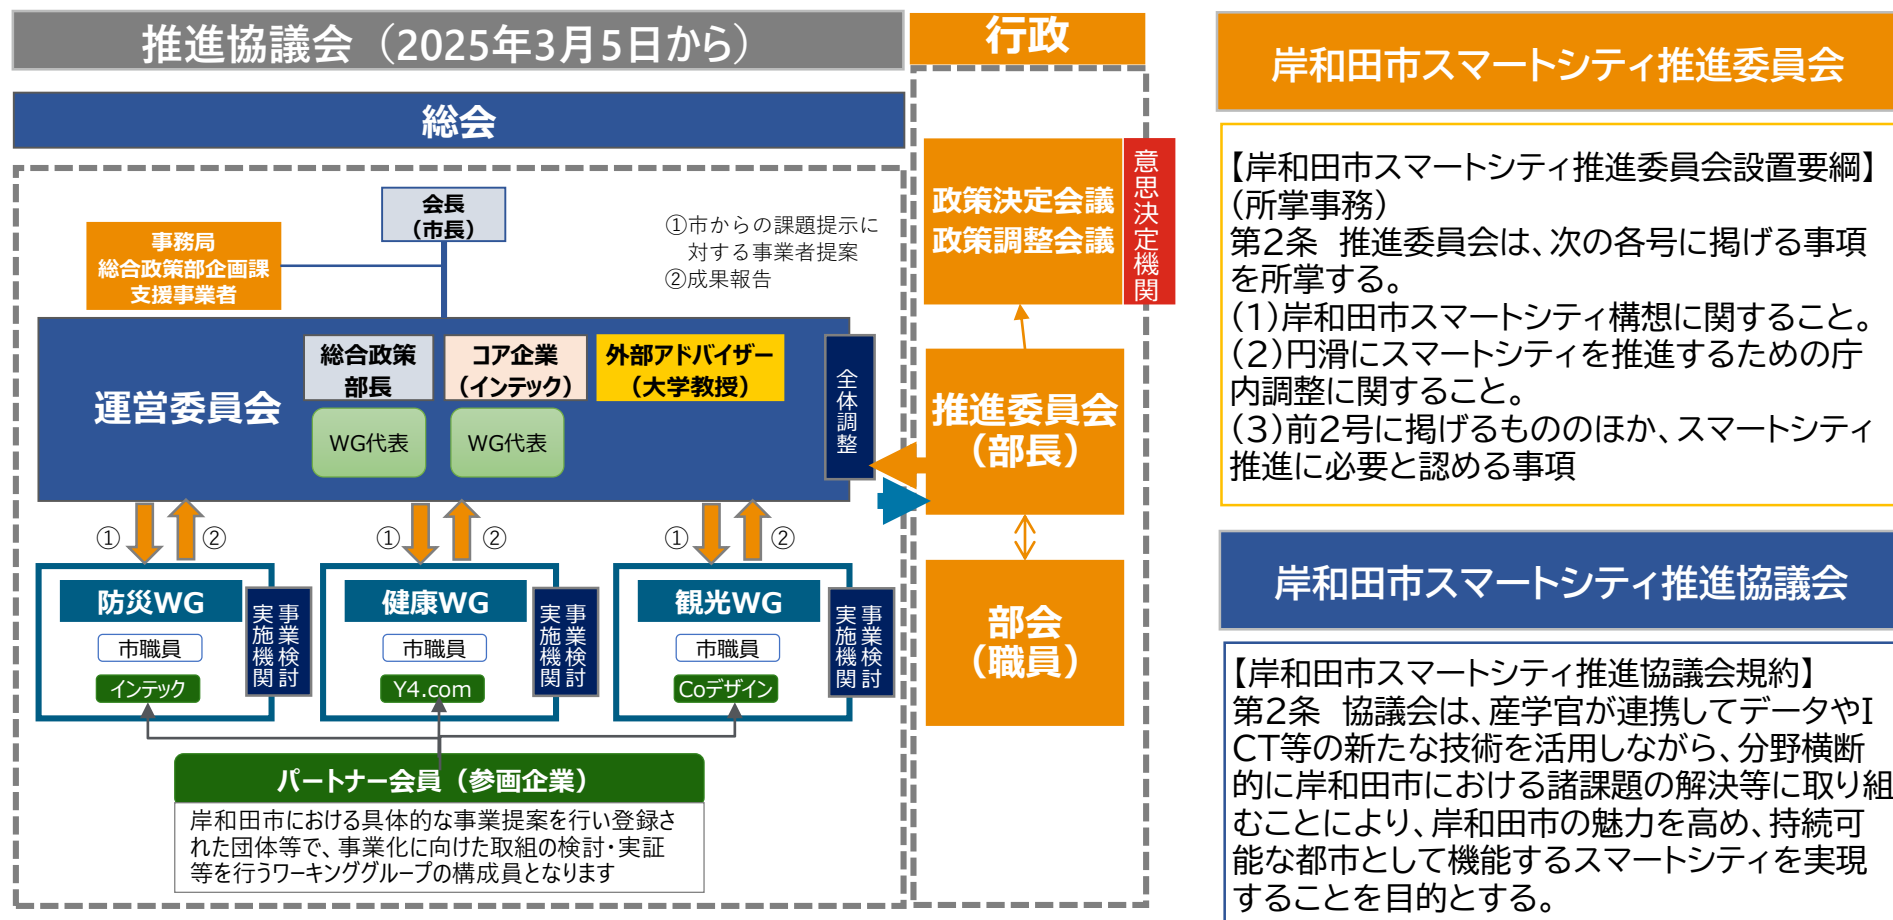 推進協議会（2025年3月5日から）
総会
会長
（市長）
事務局
総合政策部企画課
支援事業者
①市からの課題提示に
対する事業者提案
②成果報告
運営委員会
総合政策
部長
コア企業
（インテック）
外部アドバイザー
（大学教授）
WG代表
WG代表
全体調整
①
②
①
②
①
②
防災WG
市職員
インテック
事業検討
実施機関
健康WG
市職員
Y4.com
事業検討
実施機関
観光WG
市職員
Coデザイン
事業検討
実施機関
パートナー会員（参画企業）
岸和田市における具体的な事業提案を行い登録さ
れた団体等で、事業化に向けた取組の検討・実証
等を行うワーキンググループの構成員となります
行政
政策決定会議
政策調整会議
意思決定機関
推進委員会
（部長）
部会
（職員）
岸和田市スマートシティ推進委員会
【岸和田市スマートシティ推進委員会設置要綱】
（所掌事務）
第2条　推進委員会は、次の各号に掲げる事項
を所掌する。
（1）岸和田市スマートシティ構想に関すること。
（2）円滑にスマートシティを推進するための庁
内調整に関すること。
（3）前2号に掲げるもののほか、スマートシティ
推進に必要と認める事項
岸和田市スマートシティ推進協議会
【岸和田市スマートシティ推進協議会規約】
第2条　協議会は、産学官が連携してデータやI
CT等の新たな技術を活用しながら、分野横断
的に岸和田市における諸課題の解決等に取り組
むことにより、岸和田市の魅力を高め、持続可
能な都市として機能するスマートシティを実現
することを目的とする。